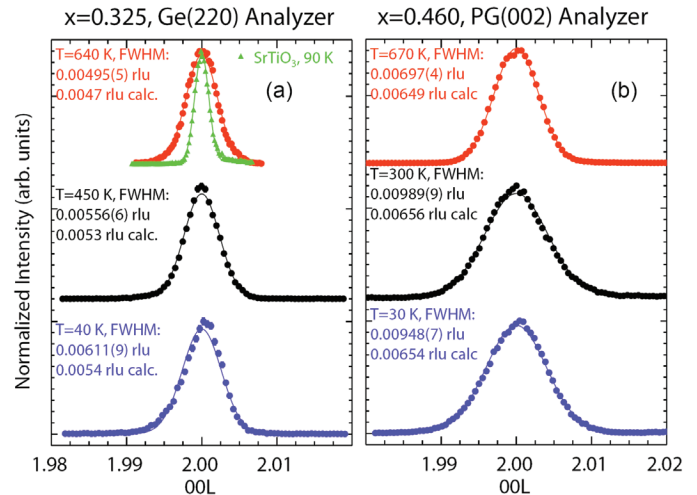 x=0.325, Ge(220) Analyzer
x=0.460, PG(002) Analyzer
Normalized Intensity (arb. units)
T=640 K, FWHM:
0.00495(5) rlu
0.0047 rlu calc.
SrTiO3, 90 K
(a)
T=450 K, FWHM:
0.00556(6) rlu
0.0053 rlu calc.
T=40 K, FWHM:
0.00611(9) rlu
0.0054 rlu calc.
1.98 1.99 2.00 2.01
00L
T=670 K, FWHM:
0.00697(4) rlu
0.00649 rlu calc
(b)
T=300 K, FWHM:
0.00989(9) rlu
0.00656 rlu calc
T=30 K, FWHM:
0.00948(7) rlu
0.00654 rlu calc
1.99 2.00 2.01 2.02
00L